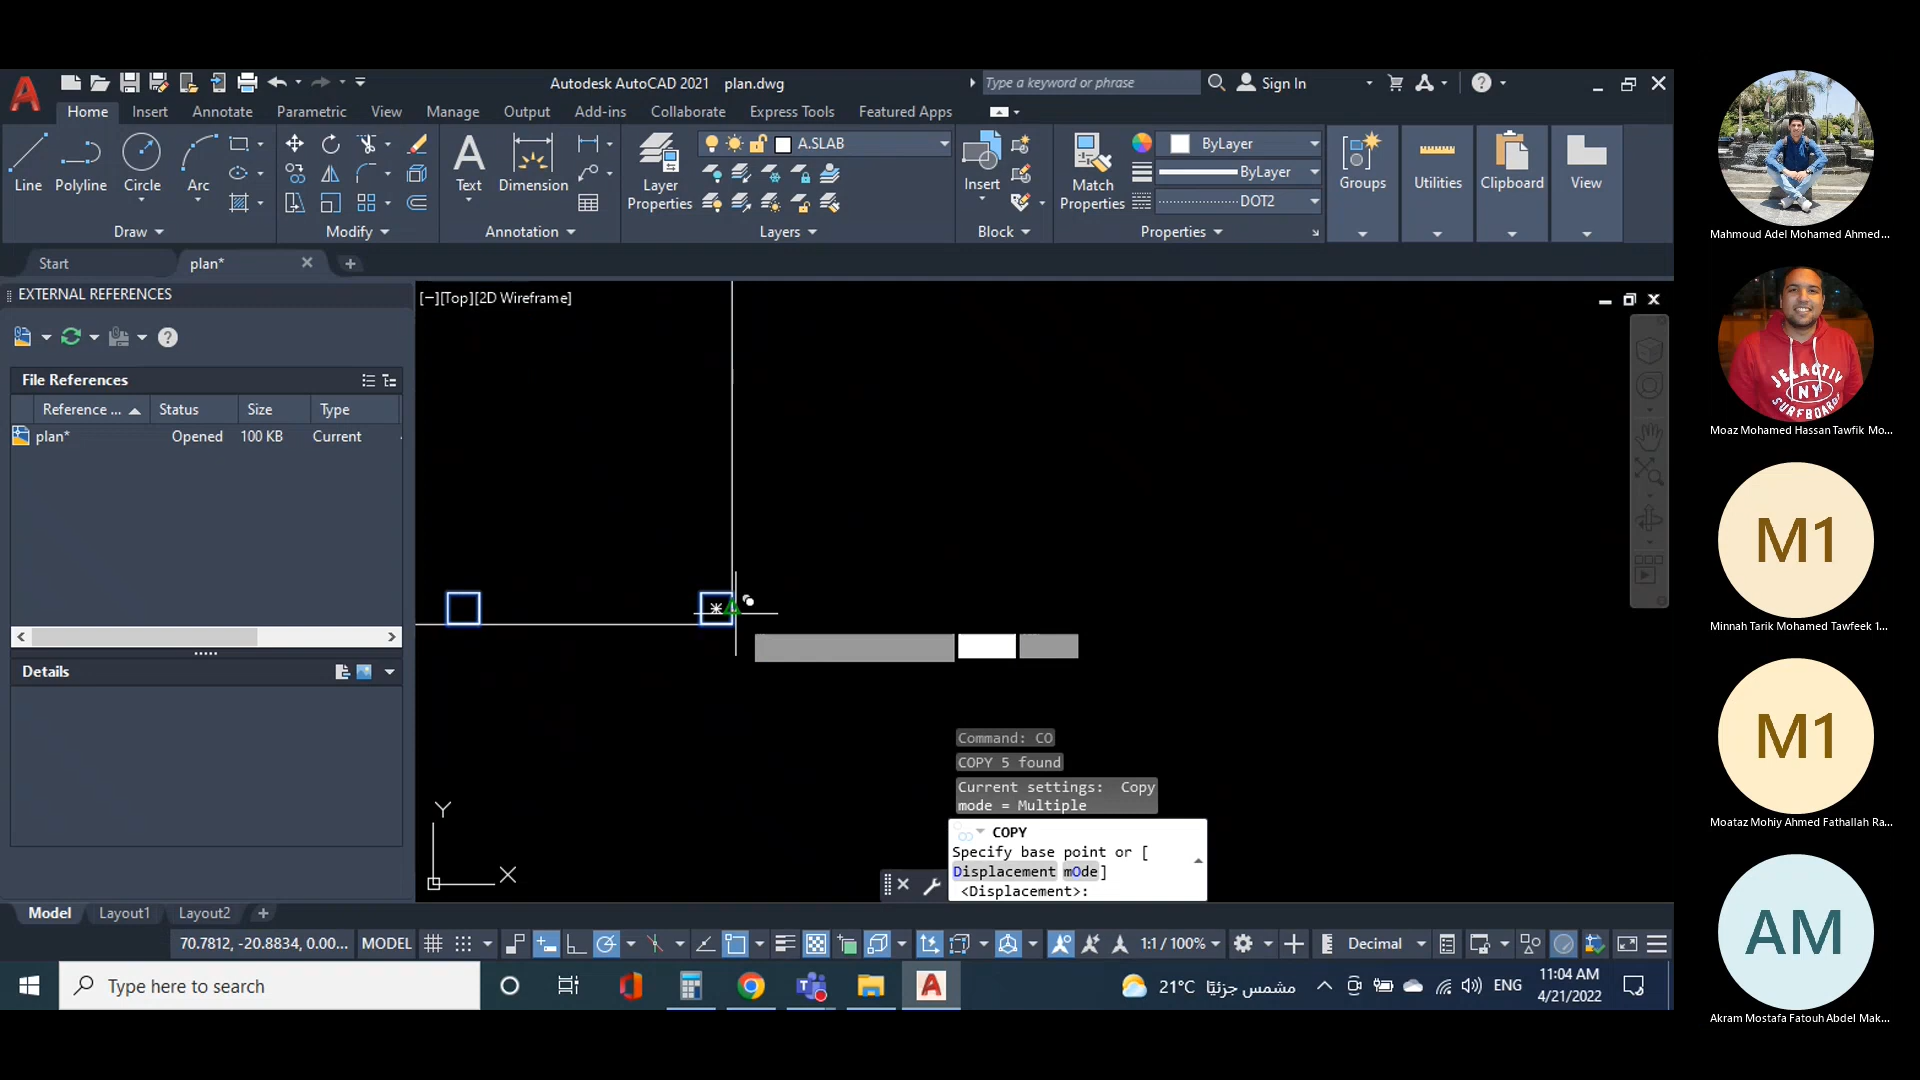 Autodesk AutoCAD 2021 plan.dwg
Type a keyword or phrase
Sign In
Home Insert Annotate Parametric View Manage Output Add-ins Collaborate Express Tools Featured Apps
A.SLAB
ByLayer
ByLayer
DOT2
Line Polyline Circle Arc
Text Dimension
Layer Properties
Insert
Match Properties
Groups Utilities Clipboard View
Draw Modify Annotation Layers Block Properties
Start plan*
EXTERNAL REFERENCES
[−][Top][2D Wireframe]
File References
Reference ... Status Size Type
plan* Opened 100 KB Current
Details
Y
X
Command: CO
COPY 5 found
Current settings: Copy
mode = Multiple
COPY
Specify base point or [
Displacement mOde]
<Displacement>:
Model Layout1 Layout2
70.7812, -20.8834, 0.00... MODEL 1:1 / 100% Decimal
Type here to search
21°C مشمس جزئيًا
ENG
11:04 AM
4/21/2022
Mahmoud Adel Mohamed Ahmed...
JELACTIV
NY
SURFBOARDS
Moaz Mohamed Hassan Tawfik Mo...
M1
Minnah Tarik Mohamed Tawfeek 1...
M1
Moataz Mohiy Ahmed Fathallah Ra...
AM
Akram Mostafa Fatouh Abdel Mak...